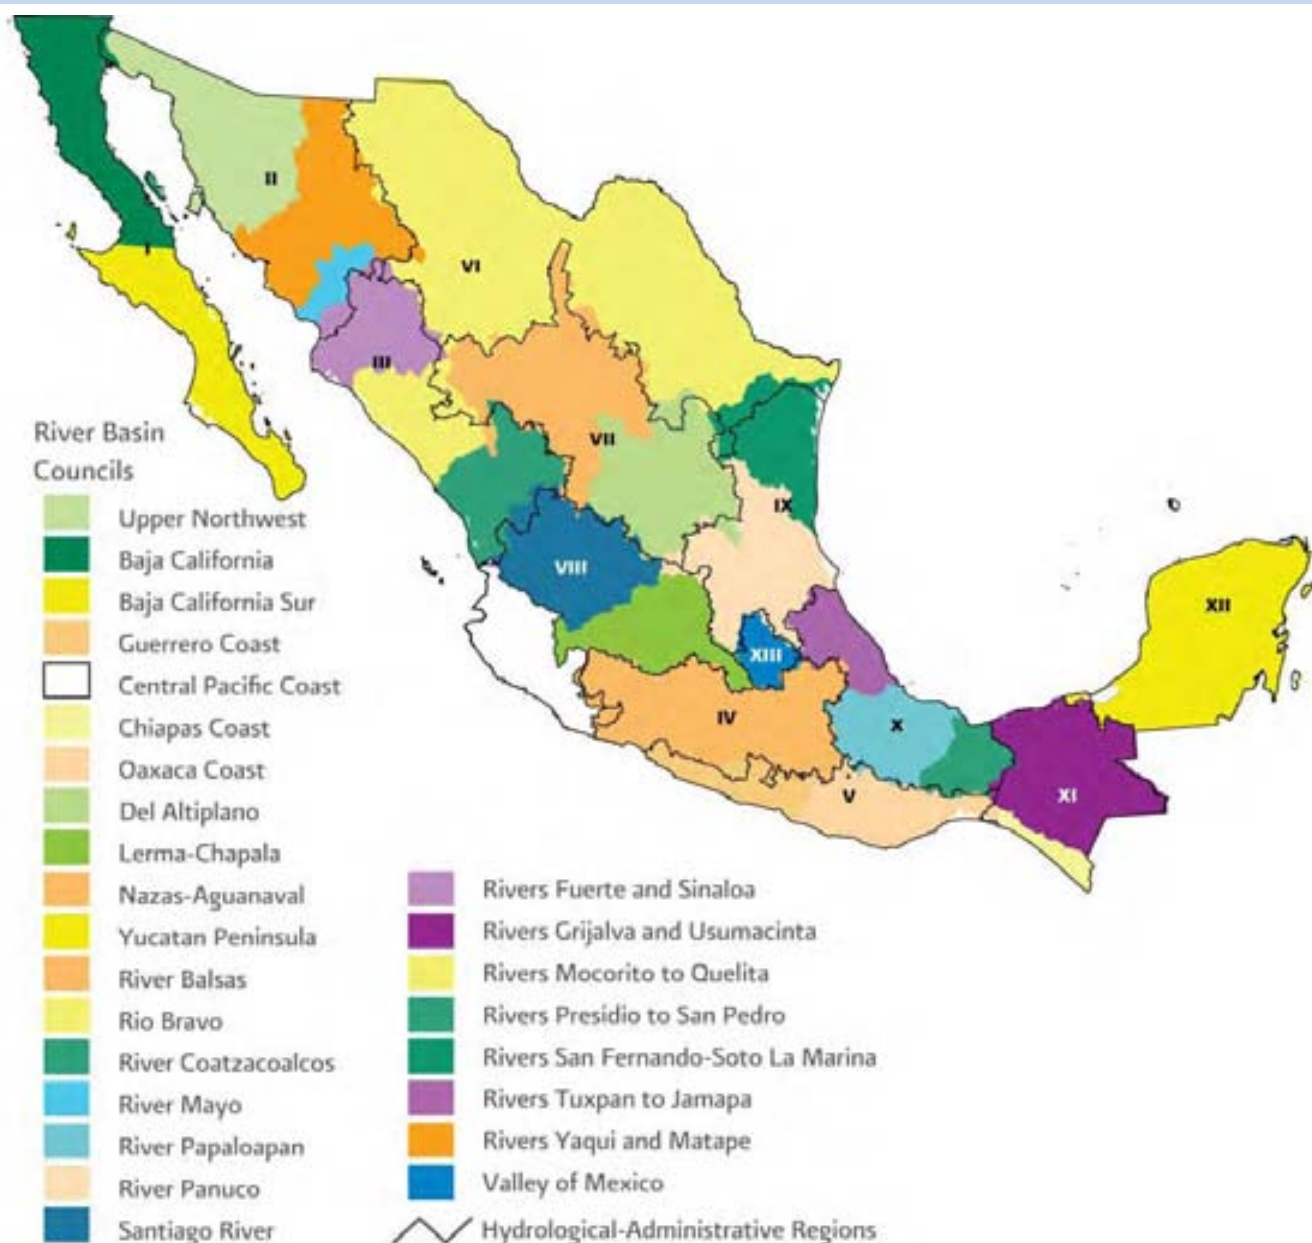 II
I
VI
III
VII
IX
VIII
XII
XIII
IV
X
V
XI
River Basin
Councils
Upper Northwest
Baja California
Baja California Sur
Guerrero Coast
Central Pacific Coast
Chiapas Coast
Oaxaca Coast
Del Altiplano
Lerma-Chapala
Nazas-Aguanaval
Yucatan Peninsula
River Balsas
Rio Bravo
River Coatzacoalcos
River Mayo
River Papaloapan
River Panuco
Santiago River
Rivers Fuerte and Sinaloa
Rivers Grijalva and Usumacinta
Rivers Mocorito to Quelita
Rivers Presidio to San Pedro
Rivers San Fernando-Soto La Marina
Rivers Tuxpan to Jamapa
Rivers Yaqui and Matape
Valley of Mexico
Hydrological-Administrative Regions